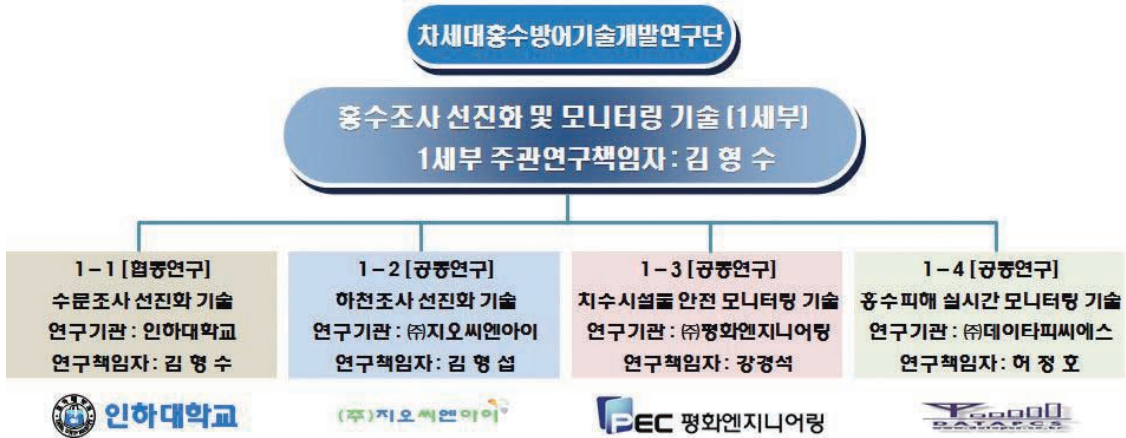 차세대홍수방어기술개발연구단
홍수조사 선진화 및 모니터링 기술 [1세부]
1세부 주관연구책임자 : 김 형 수
1 – 1 [협동연구]
수문조사 선진화 기술
연구기관 : 인하대학교
연구책임자 : 김 형 수
1 – 2 [공동연구]
하천조사 선진화 기술
연구기관 : ㈜지오씨엔아이
연구책임자 : 김 형 섭
1 – 3 [공동연구]
치수시설물 안전 모니터링 기술
연구기관 : ㈜평화엔지니어링
연구책임자 : 강경석
1 – 4 [공동연구]
홍수피해 실시간 모니터링 기술
연구기관 : ㈜데이타피씨에스
연구책임자 : 허 정 호
인하대학교
(주)지오씨엔아이
PEC 평화엔지니어링
DATAPCS